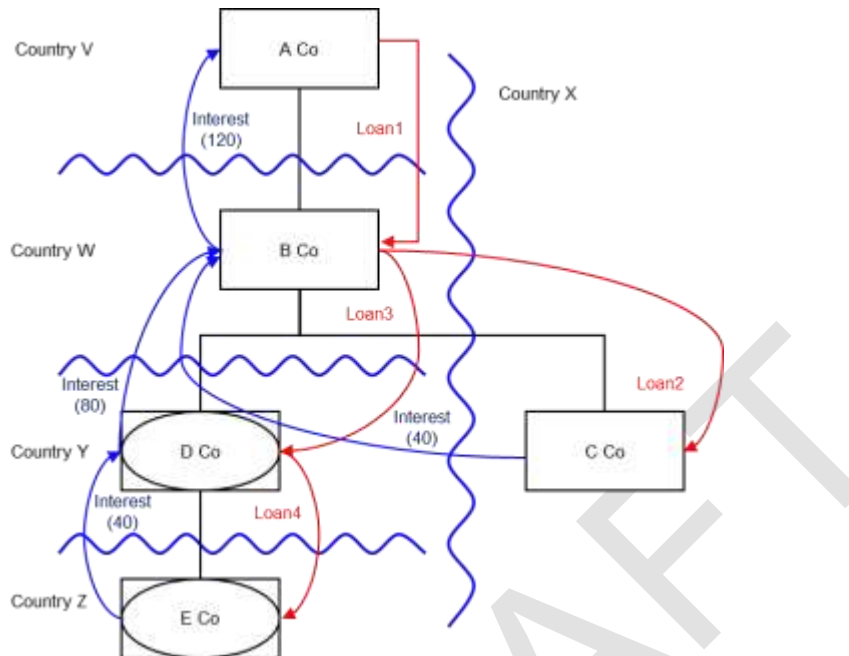 Country V
A Co
Country X
Interest
(120)
Loan1
Country W
B Co
Loan3
Interest
(80)
Loan2
Interest
(40)
Country Y
D Co
C Co
Interest
(40)
Loan4
Country Z
E Co
RAFT